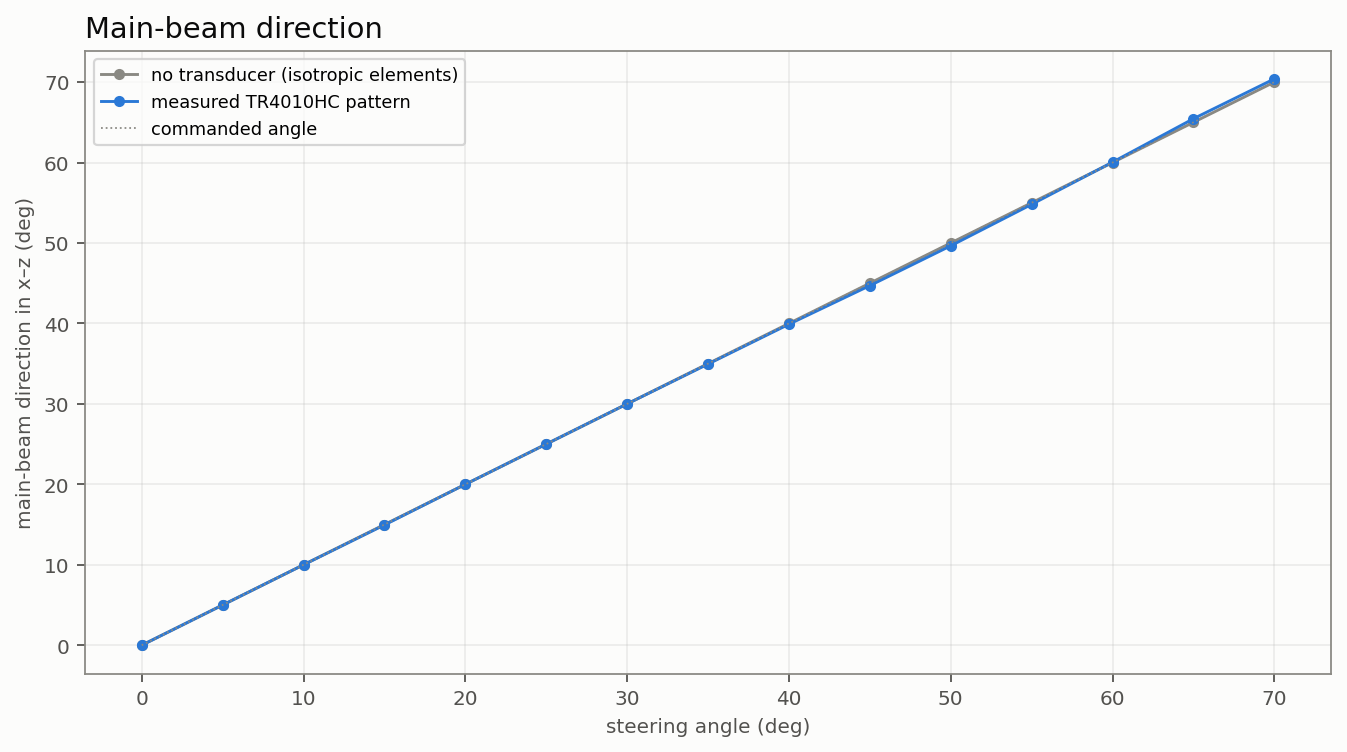 Main-beam direction
no transducer (isotropic elements)
measured TR4010HC pattern
commanded angle
main-beam direction in x–z (deg)
70
60
50
40
30
20
10
0
0 10 20 30 40 50 60 70
steering angle (deg)